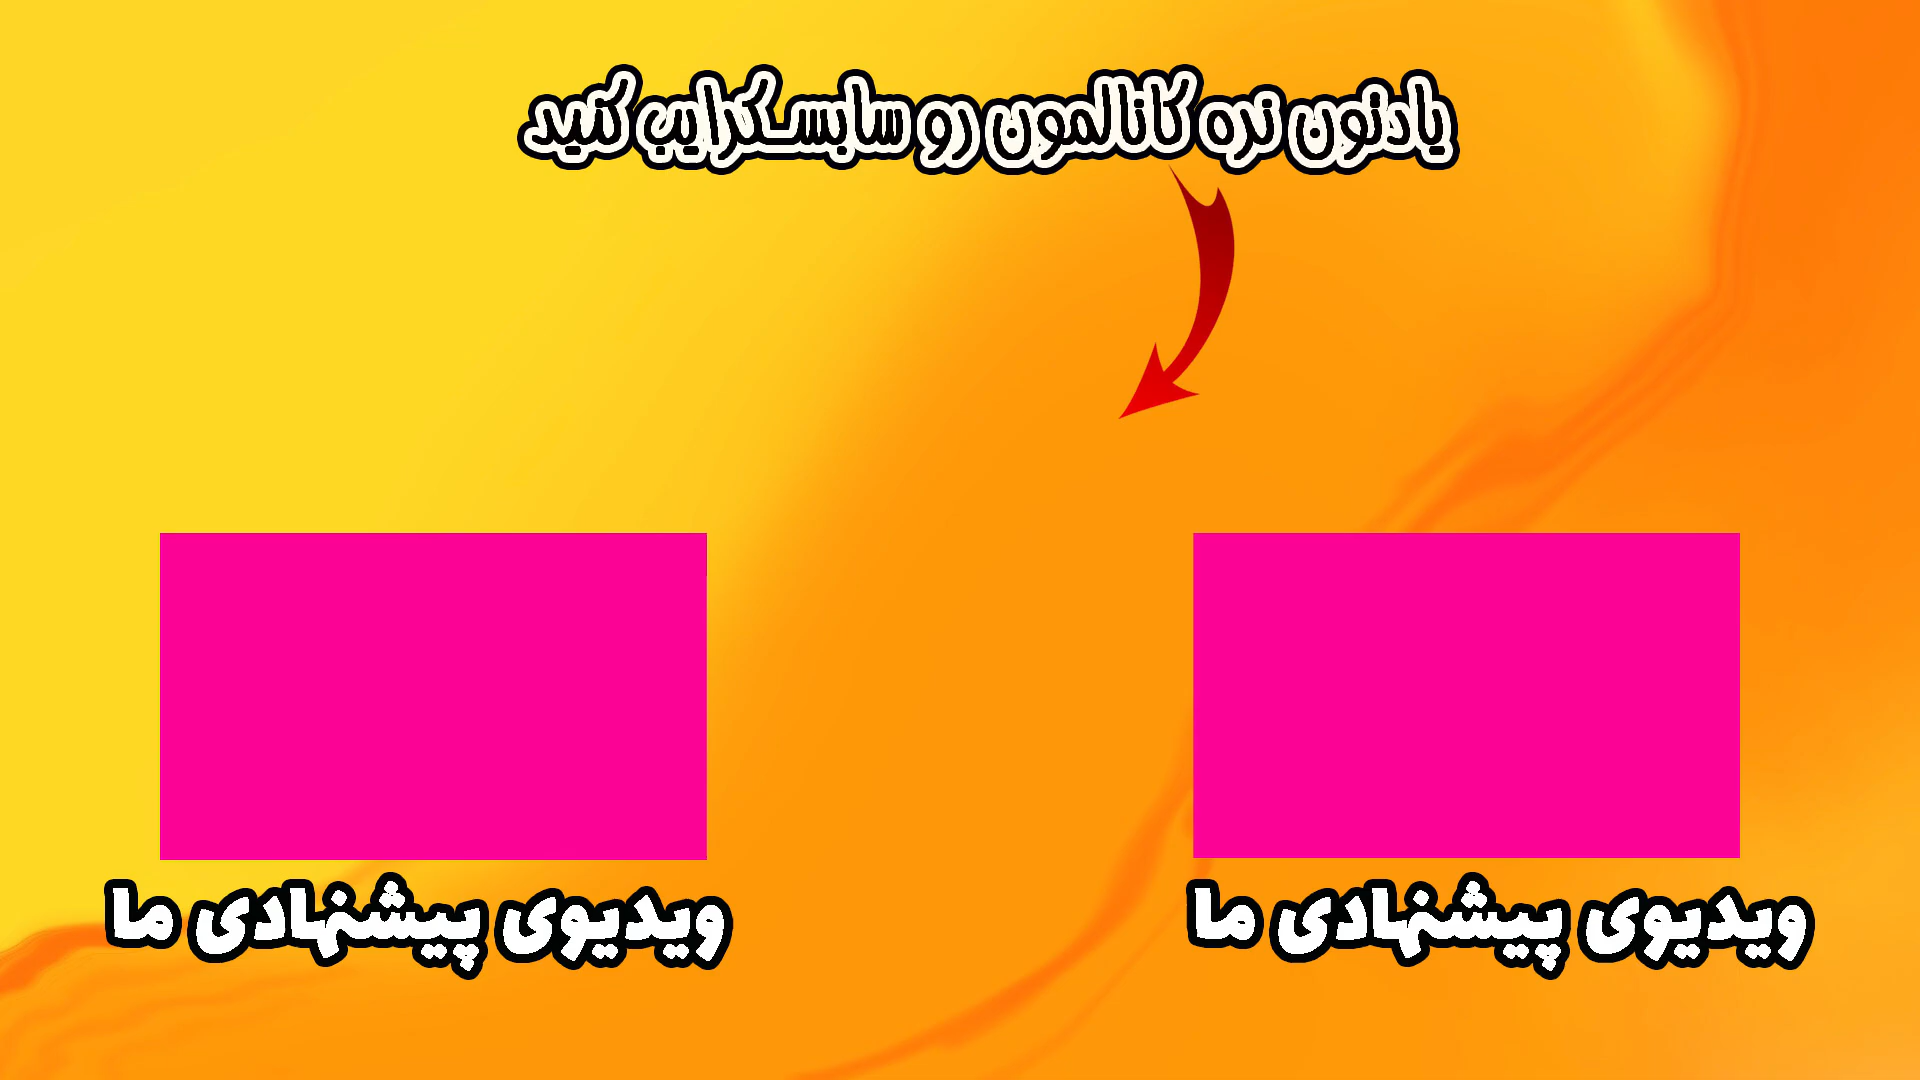 یادتون نره کانالمون رو سابسکرایب کنید
ویدیوی پیشنهادی ما
ویدیوی پیشنهادی ما